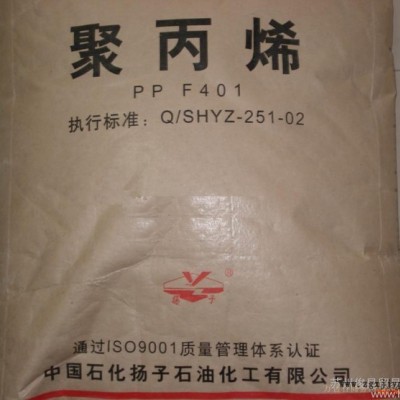 聚丙烯
PP F401
执行标准：Q/SHYZ-251-02
®
扬子
通过ISO9001质量管理体系认证
中国石化扬子石油化工有限公司